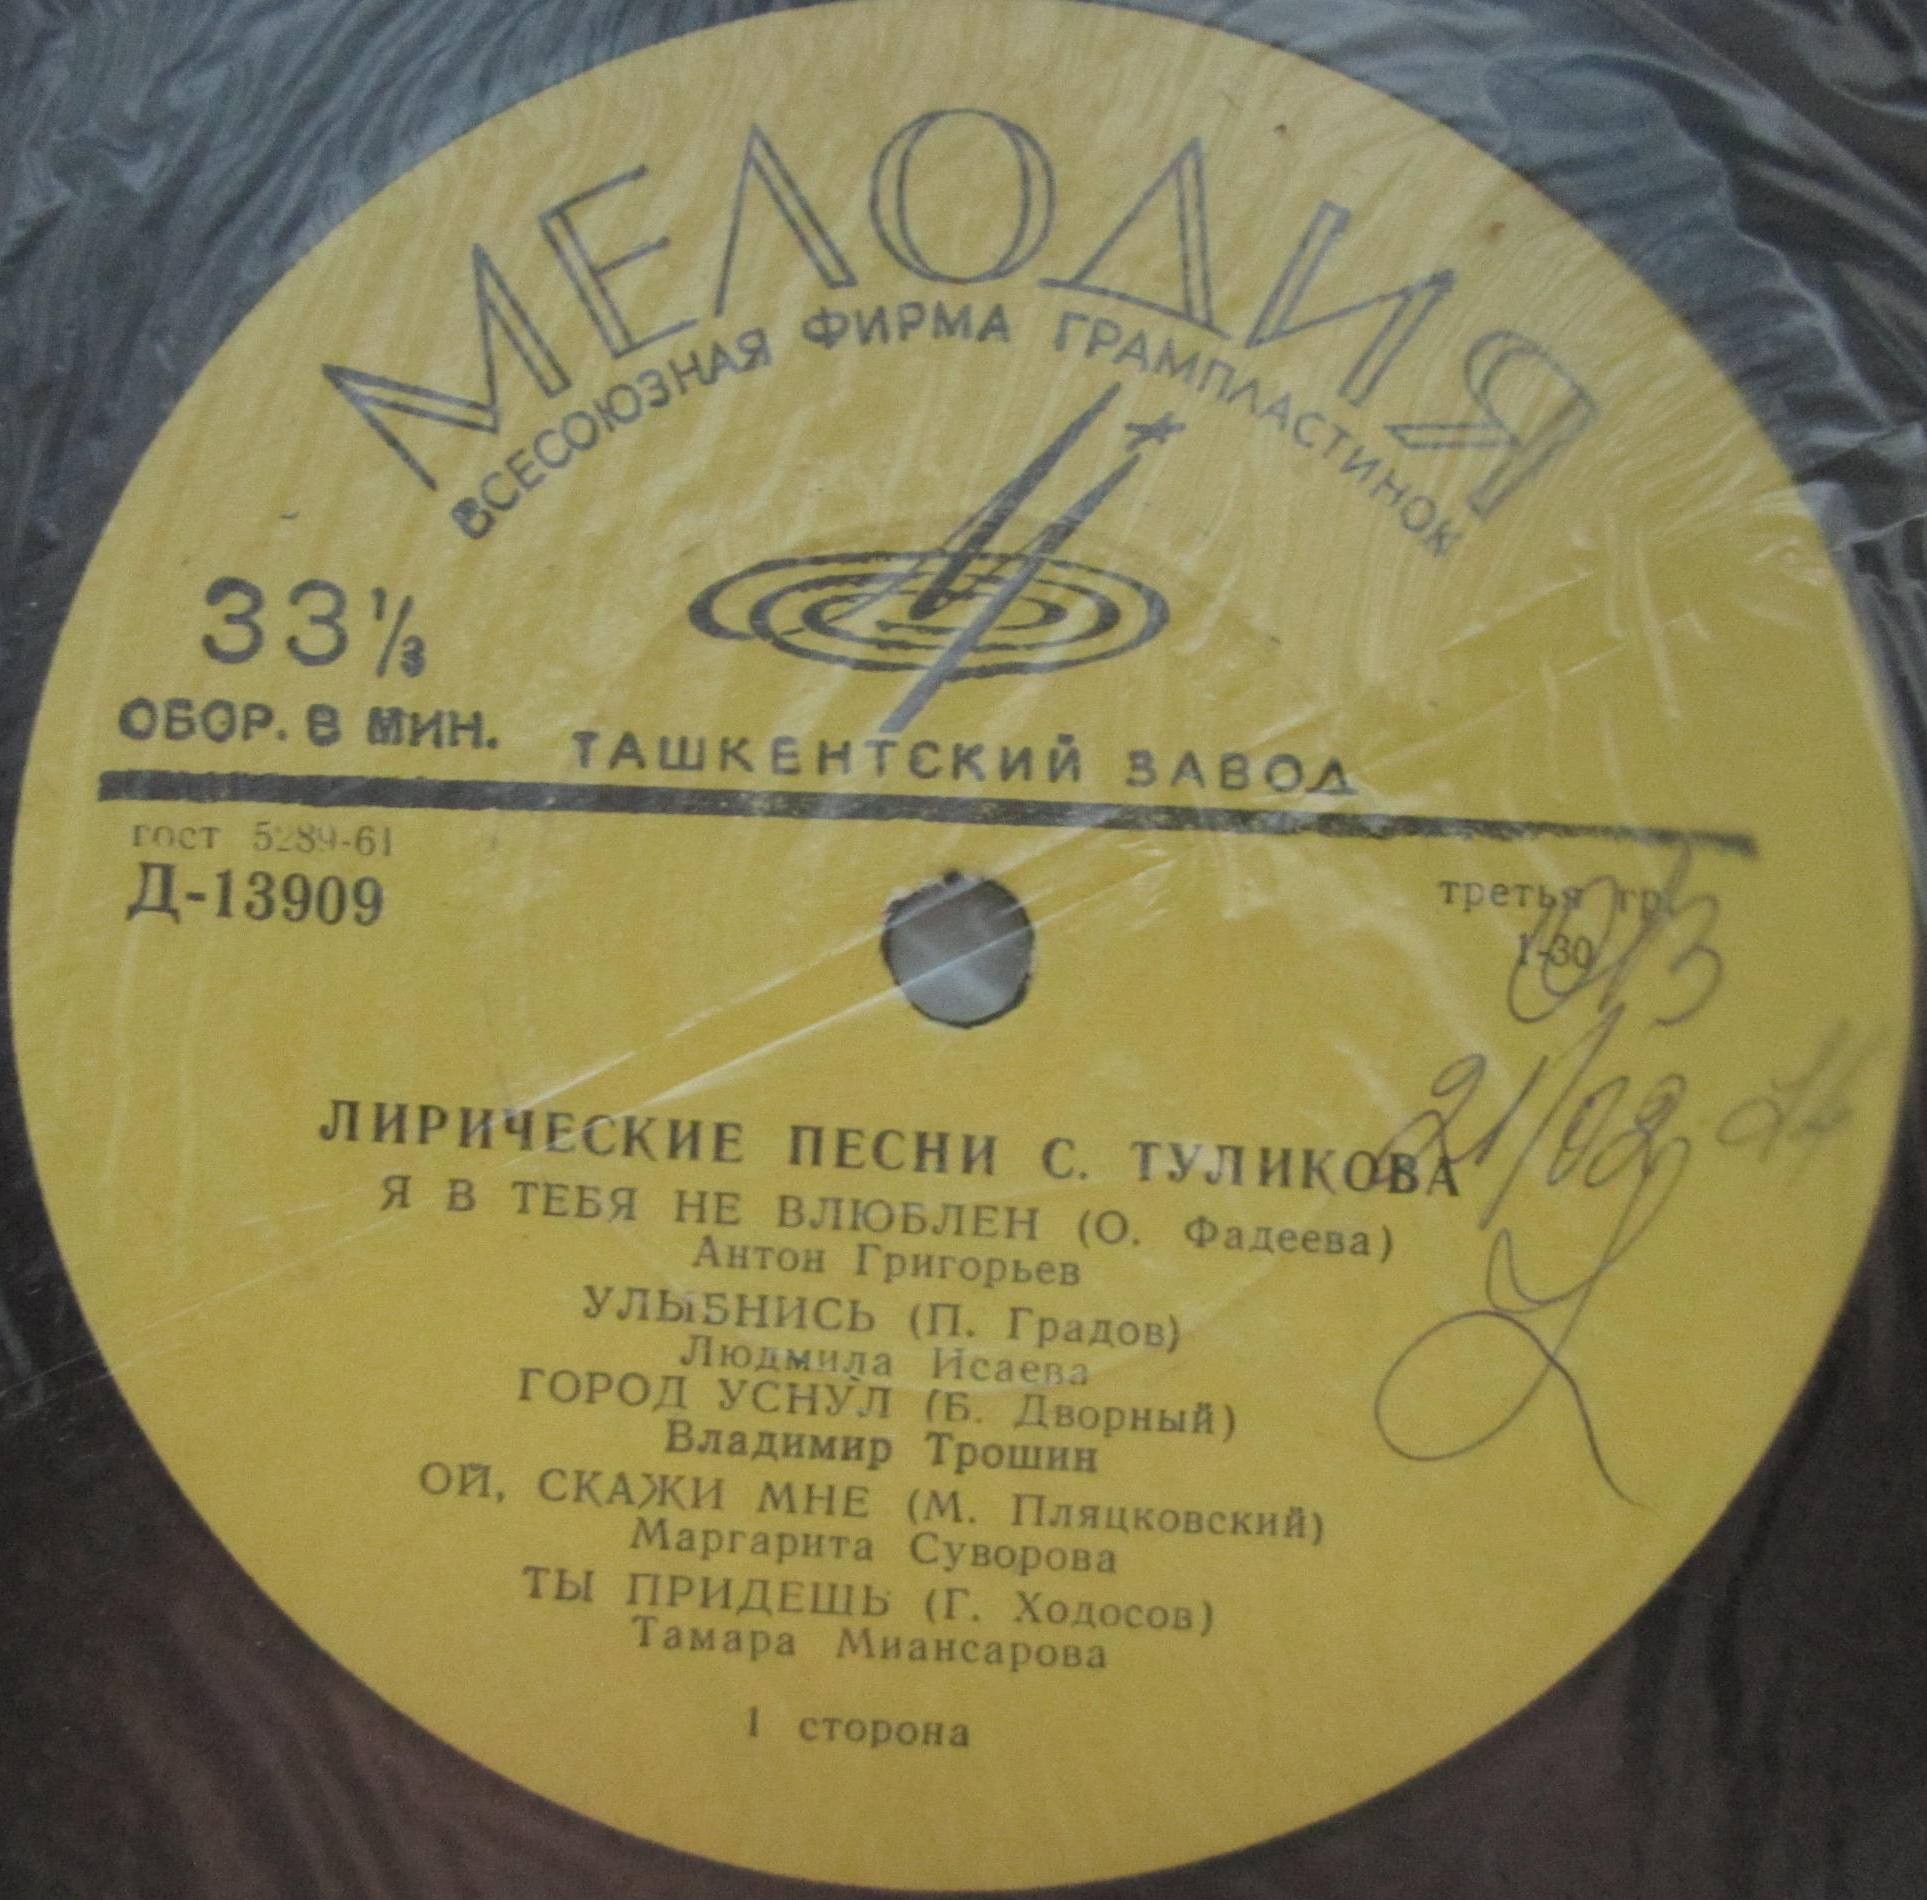 МЕЛОДИЯ
ВСЕСОЮЗНАЯ ФИРМА ГРАМПЛАСТИНОК
33 1/3
ОБОР. В МИН.
ТАШКЕНТСКИЙ ЗАВОД
гост 5289-61
Д-13909
третья гр.
1-30
ЛИРИЧЕСКИЕ ПЕСНИ С. ТУЛИКОВА
Я В ТЕБЯ НЕ ВЛЮБЛЕН (О. Фадеева)
Антон Григорьев
УЛЫБНИСЬ (П. Градов)
Людмила Исаева
ГОРОД УСНУЛ (Б. Дворный)
Владимир Трошин
ОЙ, СКАЖИ МНЕ (М. Пляцковский)
Маргарита Суворова
ТЫ ПРИДЕШЬ (Г. Ходосов)
Тамара Миансарова
1 сторона